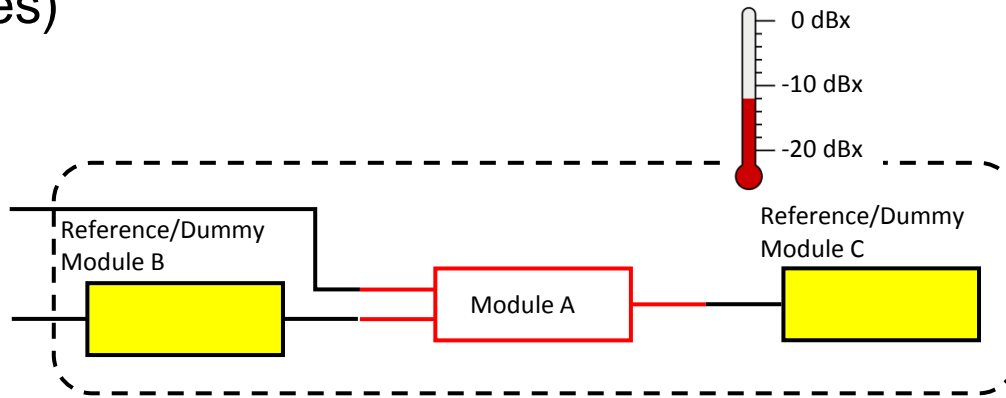 es)
0 dBx
-10 dBx
-20 dBx
Reference/Dummy
Module B
Reference/Dummy
Module C
Module A